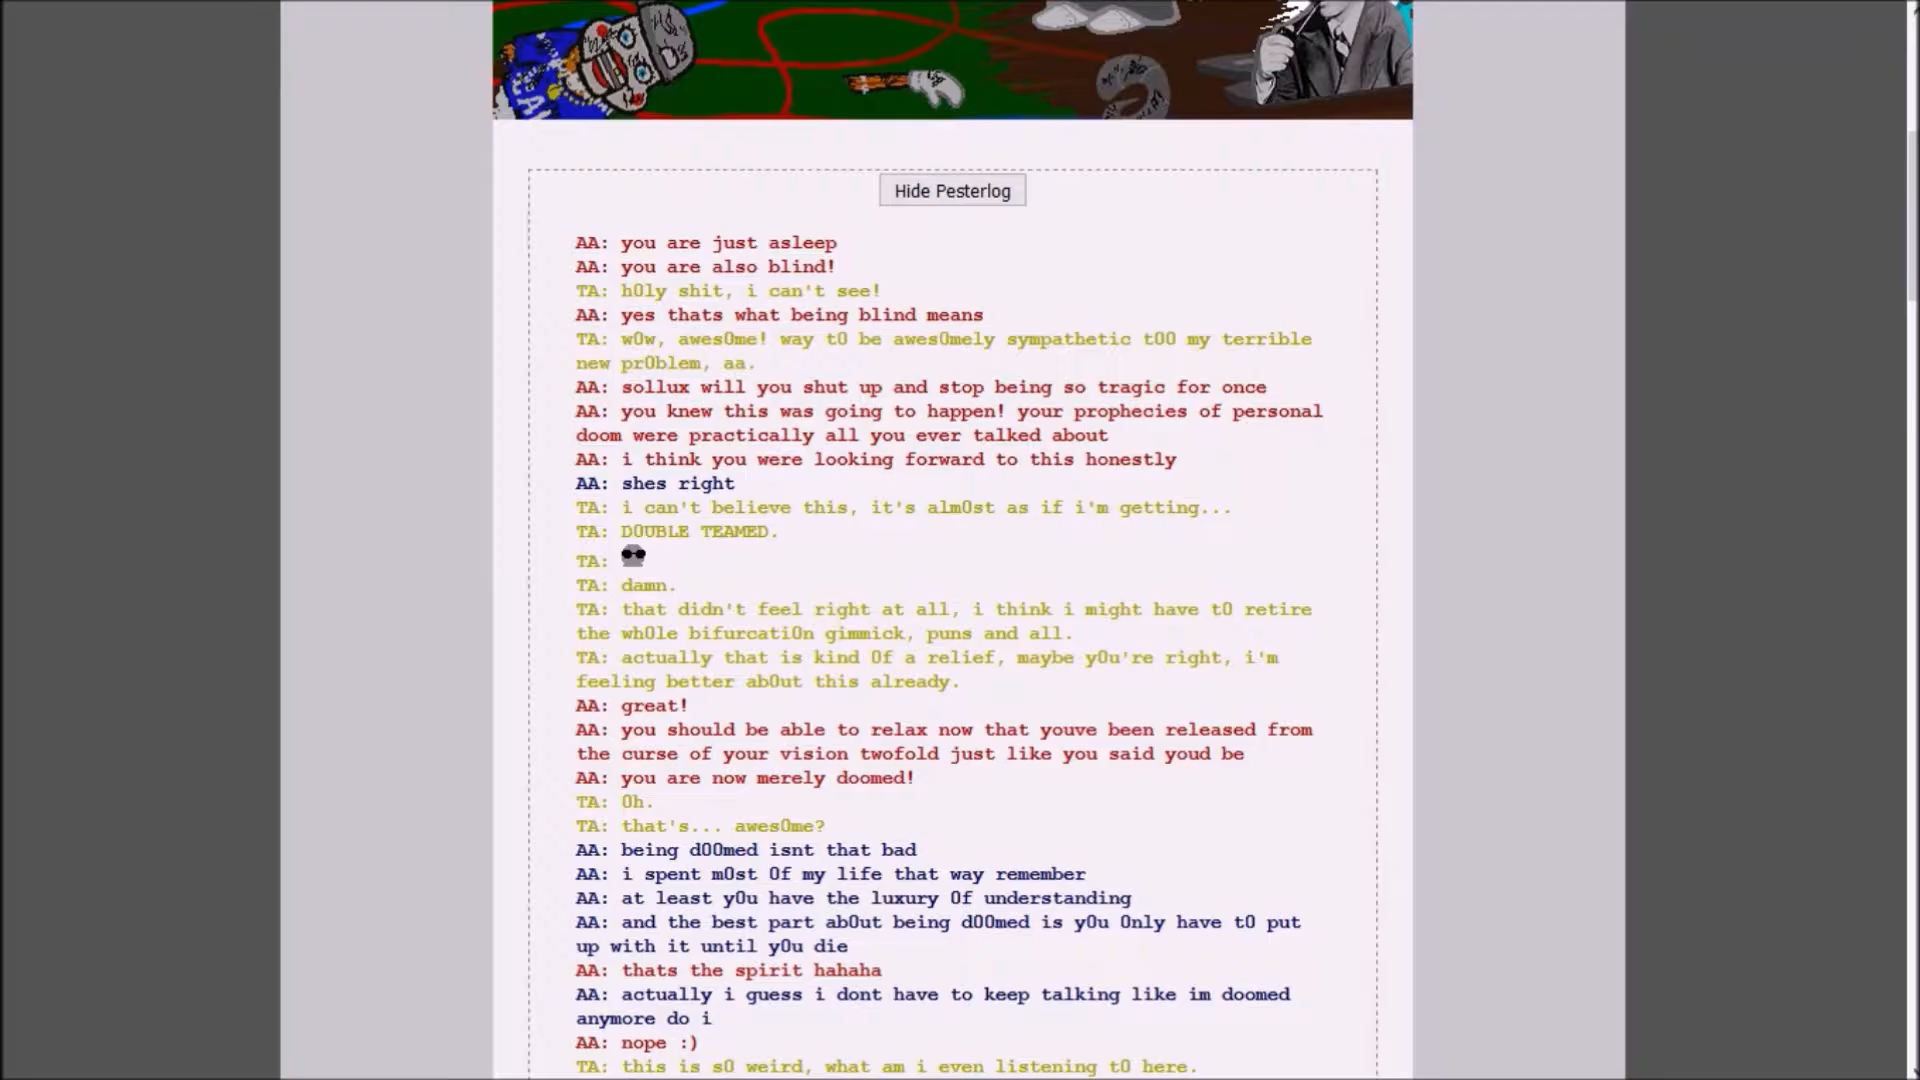 Hide Pesterlog
AA: you are just asleep
AA: you are also blind!
TA: h0ly shit, i can't see!
AA: yes thats what being blind means
TA: w0w, awes0me! way t0 be awes0mely sympathetic t00 my terrible
new pr0blem, aa.
AA: sollux will you shut up and stop being so tragic for once
AA: you knew this was going to happen! your prophecies of personal
doom were practically all you ever talked about
AA: i think you were looking forward to this honestly
AA: shes right
TA: i can't believe this, it's alm0st as if i'm getting...
TA: D0UBLE TEAMED.
TA:
TA: damn.
TA: that didn't feel right at all, i think i might have t0 retire
the wh0le bifurcati0n gimmick, puns and all.
TA: actually that is kind 0f a relief, maybe y0u're right, i'm
feeling better ab0ut this already.
AA: great!
AA: you should be able to relax now that youve been released from
the curse of your vision twofold just like you said youd be
AA: you are now merely doomed!
TA: 0h.
TA: that's... awes0me?
AA: being d00med isnt that bad
AA: i spent m0st 0f my life that way remember
AA: at least y0u have the luxury 0f understanding
AA: and the best part ab0ut being d00med is y0u 0nly have t0 put
up with it until y0u die
AA: thats the spirit hahaha
AA: actually i guess i dont have to keep talking like im doomed
anymore do i
AA: nope :)
TA: this is s0 weird, what am i even listening t0 here.